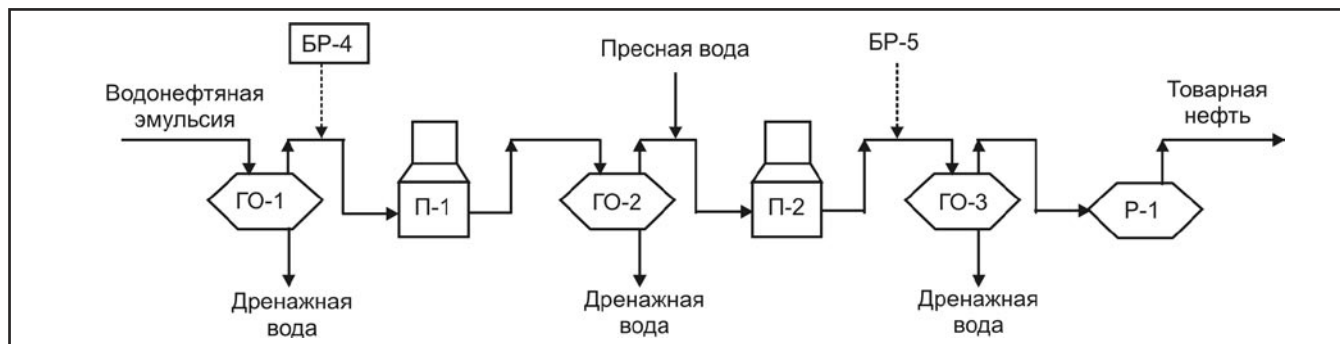 БР-4
Пресная вода
БР-5
Водонефтяная
эмульсия
Товарная
нефть
ГО-1
П-1
ГО-2
П-2
ГО-3
Р-1
Дренажная
вода
Дренажная
вода
Дренажная
вода